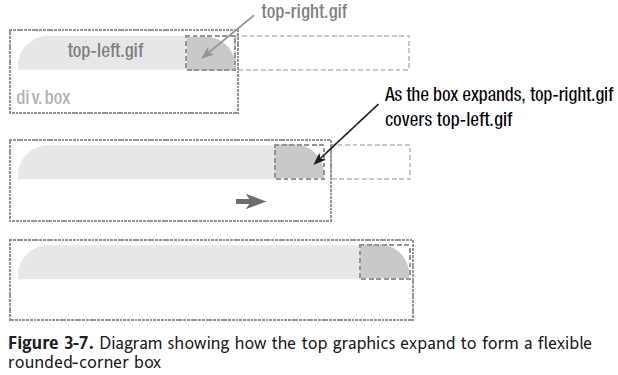 top-right.gif
top-left.gif
div.box
As the box expands, top-right.gif
covers top-left.gif
Figure 3-7. Diagram showing how the top graphics expand to form a flexible
rounded-corner box